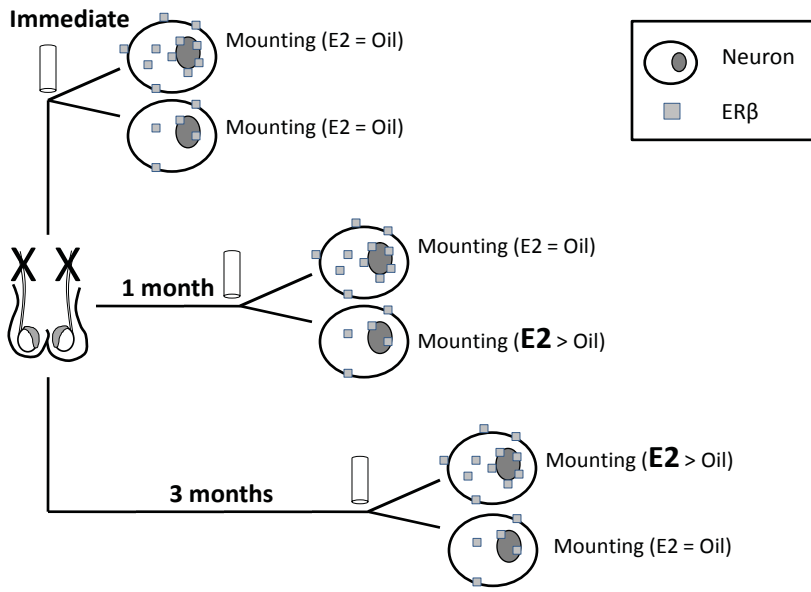 Immediate
Mounting (E2 = Oil)
Mounting (E2 = Oil)
Neuron
ERβ
X X
1 month
Mounting (E2 = Oil)
Mounting (E2 > Oil)
3 months
Mounting (E2 > Oil)
Mounting (E2 = Oil)